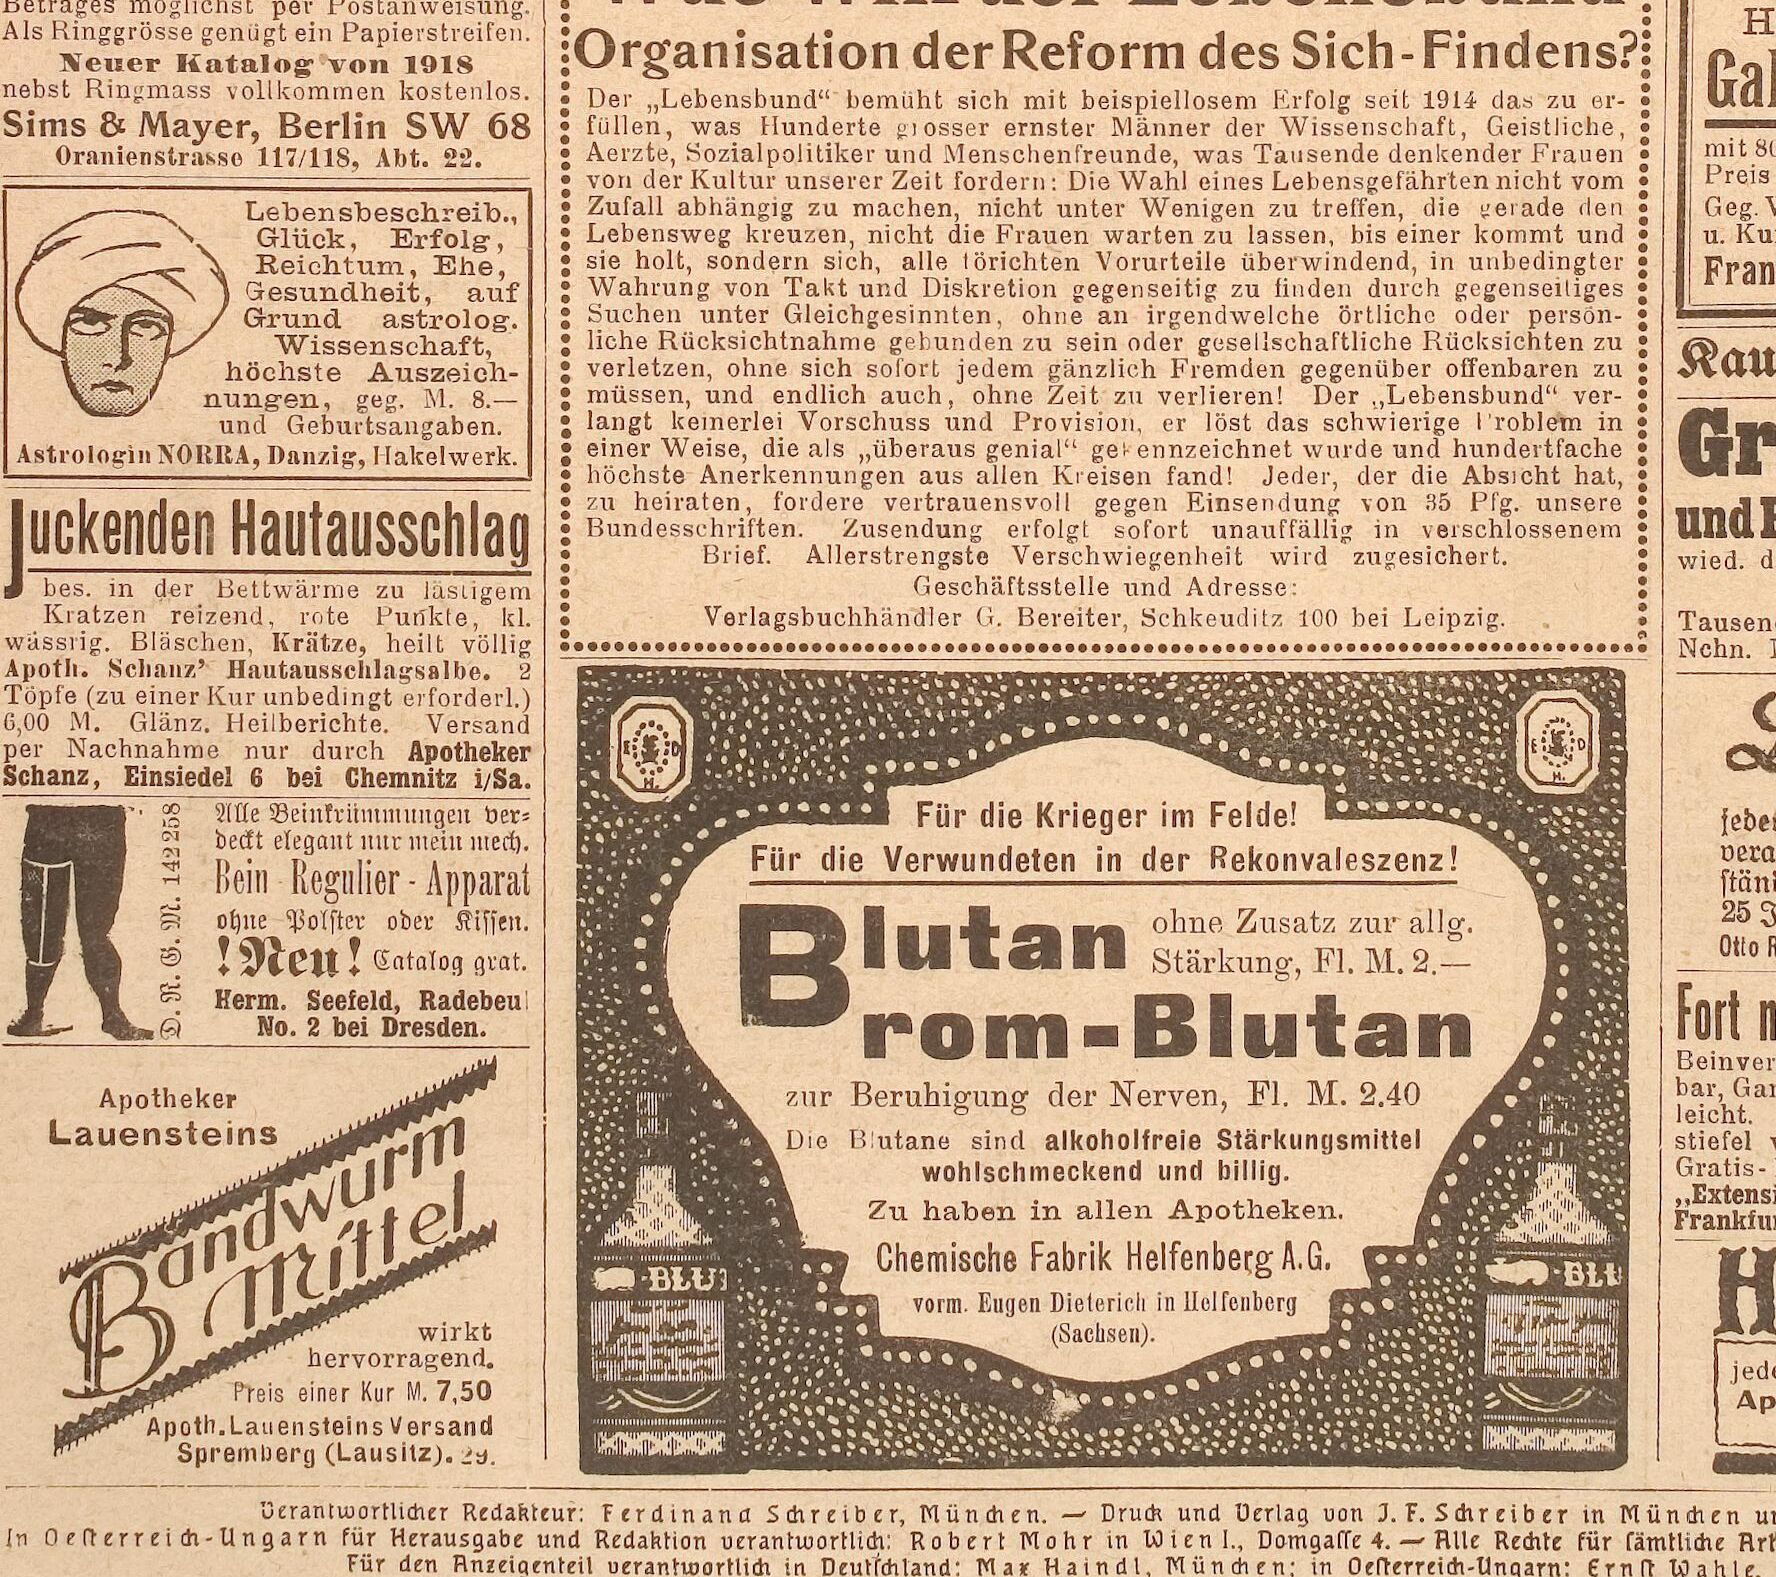 Betrages möglichst per Postanweisung.
Als Ringgrösse genügt ein Papierstreifen.
Neuer Katalog von 1918
nebst Ringmass vollkommen kostenlos.
Sims & Mayer, Berlin SW 68
Oranienstrasse 117/118, Abt. 22.
Lebensbeschreib.,
Glück, Erfolg,
Reichtum, Ehe,
Gesundheit, auf
Grund astrolog.
Wissenschaft,
höchste Auszeich-
nungen, geg. M. 8.—
und Geburtsangaben.
Astrologin NORRA, Danzig, Hakelwerk.
Juckenden Hautausschlag
bes. in der Bettwärme zu lästigem
Kratzen reizend, rote Punkte, kl.
wässrig. Bläschen, Krätze, heilt völlig
Apoth. Schanz' Hautausschlagsalbe. 2
Töpfe (zu einer Kur unbedingt erforderl.)
6,00 M. Glänz. Heilberichte. Versand
per Nachnahme nur durch Apotheker
Schanz, Einsiedel 6 bei Chemnitz i/Sa.
D. R. G. M. 142258
Alle Beinkrümmungen ver-
deckt elegant nur mein mech.
Bein-Regulier-Apparat
ohne Polster oder Kissen.
!Neu! Catalog grat.
Herm. Seefeld, Radebeul
No. 2 bei Dresden.
Apotheker
Lauensteins
Bandwurm
Mittel
wirkt
hervorragend.
Preis einer Kur M. 7,50
Apoth. Lauensteins Versand
Spremberg (Lausitz). 29.
Organisation der Reform des Sich-Findens?
Der „Lebensbund“ bemüht sich mit beispiellosem Erfolg seit 1914 das zu er-
füllen, was Hunderte grosser ernster Männer der Wissenschaft, Geistliche,
Aerzte, Sozialpolitiker und Menschenfreunde, was Tausende denkender Frauen
von der Kultur unserer Zeit fordern: Die Wahl eines Lebensgefährten nicht vom
Zufall abhängig zu machen, nicht unter Wenigen zu treffen, die gerade den
Lebensweg kreuzen, nicht die Frauen warten zu lassen, bis einer kommt und
sie holt, sondern sich, alle törichten Vorurteile überwindend, in unbedingter
Wahrung von Takt und Diskretion gegenseitig zu finden durch gegenseitiges
Suchen unter Gleichgesinnten, ohne an irgendwelche örtliche oder persön-
liche Rücksichtnahme gebunden zu sein oder gesellschaftliche Rücksichten zu
verletzen, ohne sich sofort jedem gänzlich Fremden gegenüber offenbaren zu
müssen, und endlich auch, ohne Zeit zu verlieren! Der „Lebensbund“ ver-
langt keinerlei Vorschuss und Provision, er löst das schwierige Problem in
einer Weise, die als „überaus genial“ gekennzeichnet wurde und hundertfache
höchste Anerkennungen aus allen Kreisen fand! Jeder, der die Absicht hat,
zu heiraten, fordere vertrauensvoll gegen Einsendung von 35 Pfg. unsere
Bundesschriften. Zusendung erfolgt sofort unauffällig in verschlossenem
Brief. Allerstrengste Verschwiegenheit wird zugesichert.
Geschäftsstelle und Adresse:
Verlagsbuchhändler G. Bereiter, Schkeuditz 100 bei Leipzig.
E D
H.
E D
H.
Für die Krieger im Felde!
Für die Verwundeten in der Rekonvaleszenz!
Blutan ohne Zusatz zur allg.
Stärkung, Fl. M. 2.—
Brom-Blutan
zur Beruhigung der Nerven, Fl. M. 2.40
Die Blutane sind alkoholfreie Stärkungsmittel
wohlschmeckend und billig.
Zu haben in allen Apotheken.
Chemische Fabrik Helfenberg A.G.
vorm. Eugen Dieterich in Helfenberg
(Sachsen).
-BLU
-BLU
H
Gal
mit 80
Preis
Geg. V
u. Ku
Fran
Kau
Gr
und
wied. d
Tausen
Nchn.
jede
vera
stän
25 J
Otto R
Fort m
Beinver
bar, Gar
leicht.
stiefel v
Gratis-
„Extensi
Frankfu
H
jede
Ap
Verantwortlicher Redakteur: Ferdinand Schreiber, München. — Druck und Verlag von J. F. Schreiber in München u
In Oesterreich-Ungarn für Herausgabe und Redaktion verantwortlich: Robert Mohr in Wien I., Domgasse 4. — Alle Rechte für sämtliche Art
Für den Anzeigenteil verantwortlich in Deutschland: Max Haindl, München; in Oesterreich-Ungarn: Ernst Wahle,